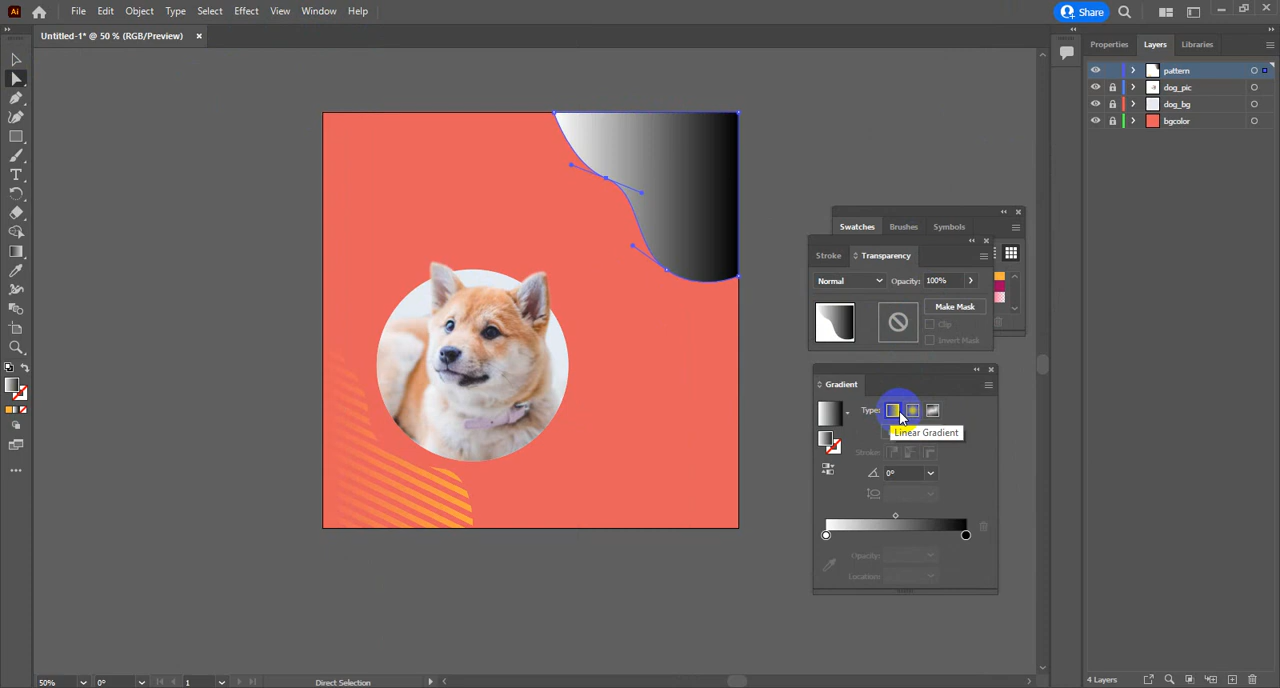 Ai File Edit Object Type Select Effect View Window Help Share
Untitled-1* @ 50 % (RGB/Preview) ×
Properties Layers Libraries
pattern
dog_pic
dog_bg
bgcolor
Swatches Brushes Symbols
Stroke Transparency
Normal Opacity: 100%
Make Mask
Clip
Invert Mask
Gradient
Type:
Linear Gradient
Stroke:
0°
Opacity:
Location:
50% 0° 1 Direct Selection 4 Layers